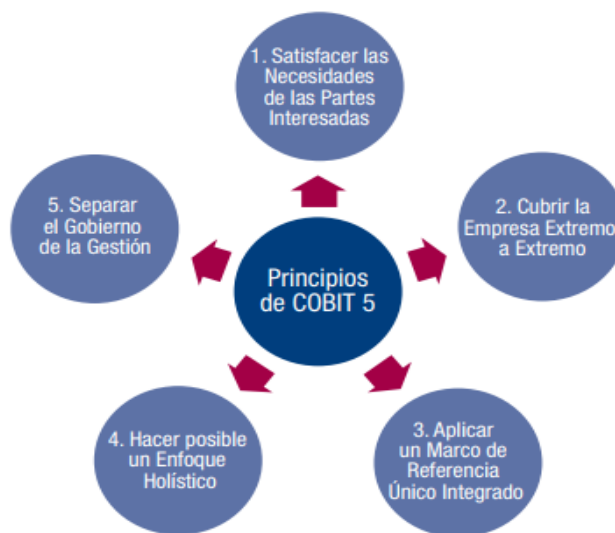 1. Satisfacer las
Necesidades
de las Partes
Interesadas
5. Separar
el Gobierno
de la Gestión
2. Cubrir la
Empresa Extremo
a Extremo
Principios
de COBIT 5
4. Hacer posible
un Enfoque
Holístico
3. Aplicar
un Marco de
Referencia
Único Integrado